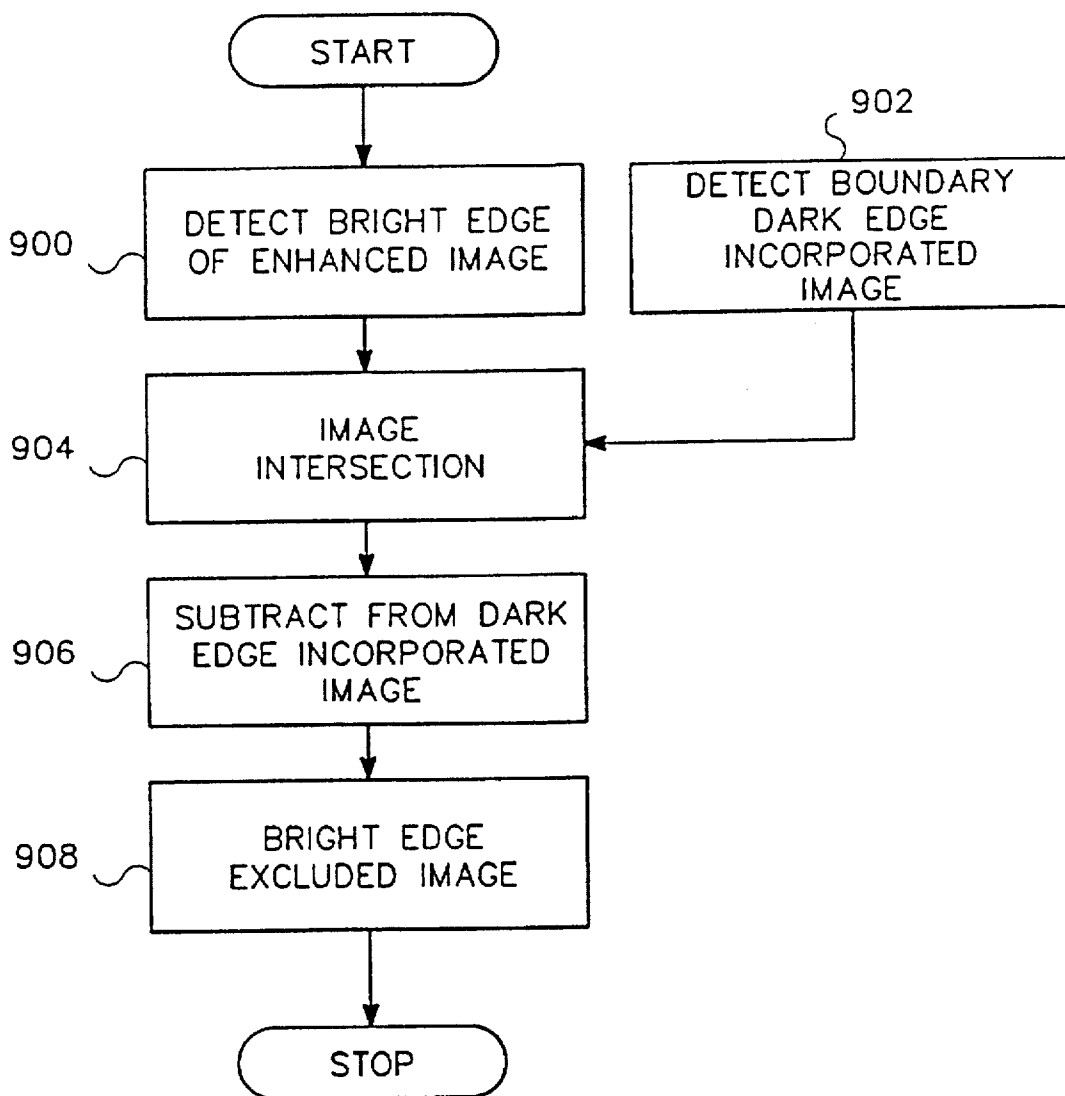 START
902
DETECT BRIGHT EDGE
OF ENHANCED IMAGE
900
DETECT BOUNDARY
DARK EDGE
INCORPORATED
IMAGE
IMAGE
INTERSECTION
904
SUBTRACT FROM DARK
EDGE INCORPORATED
IMAGE
906
BRIGHT EDGE
EXCLUDED IMAGE
908
STOP